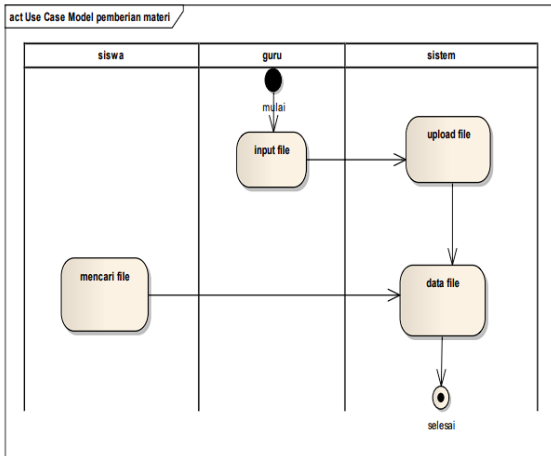 act Use Case Model pemberian materi
siswa
guru
sistem
mulai
input file
upload file
mencari file
data file
selesai